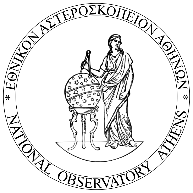 ΕΘΝΙΚΟΝ ΑΣΤΕΡΟΣΚΟΠΕΙΟΝ ΑΘΗΝΩΝ
NATIONAL OBSERVATORY ATHENS